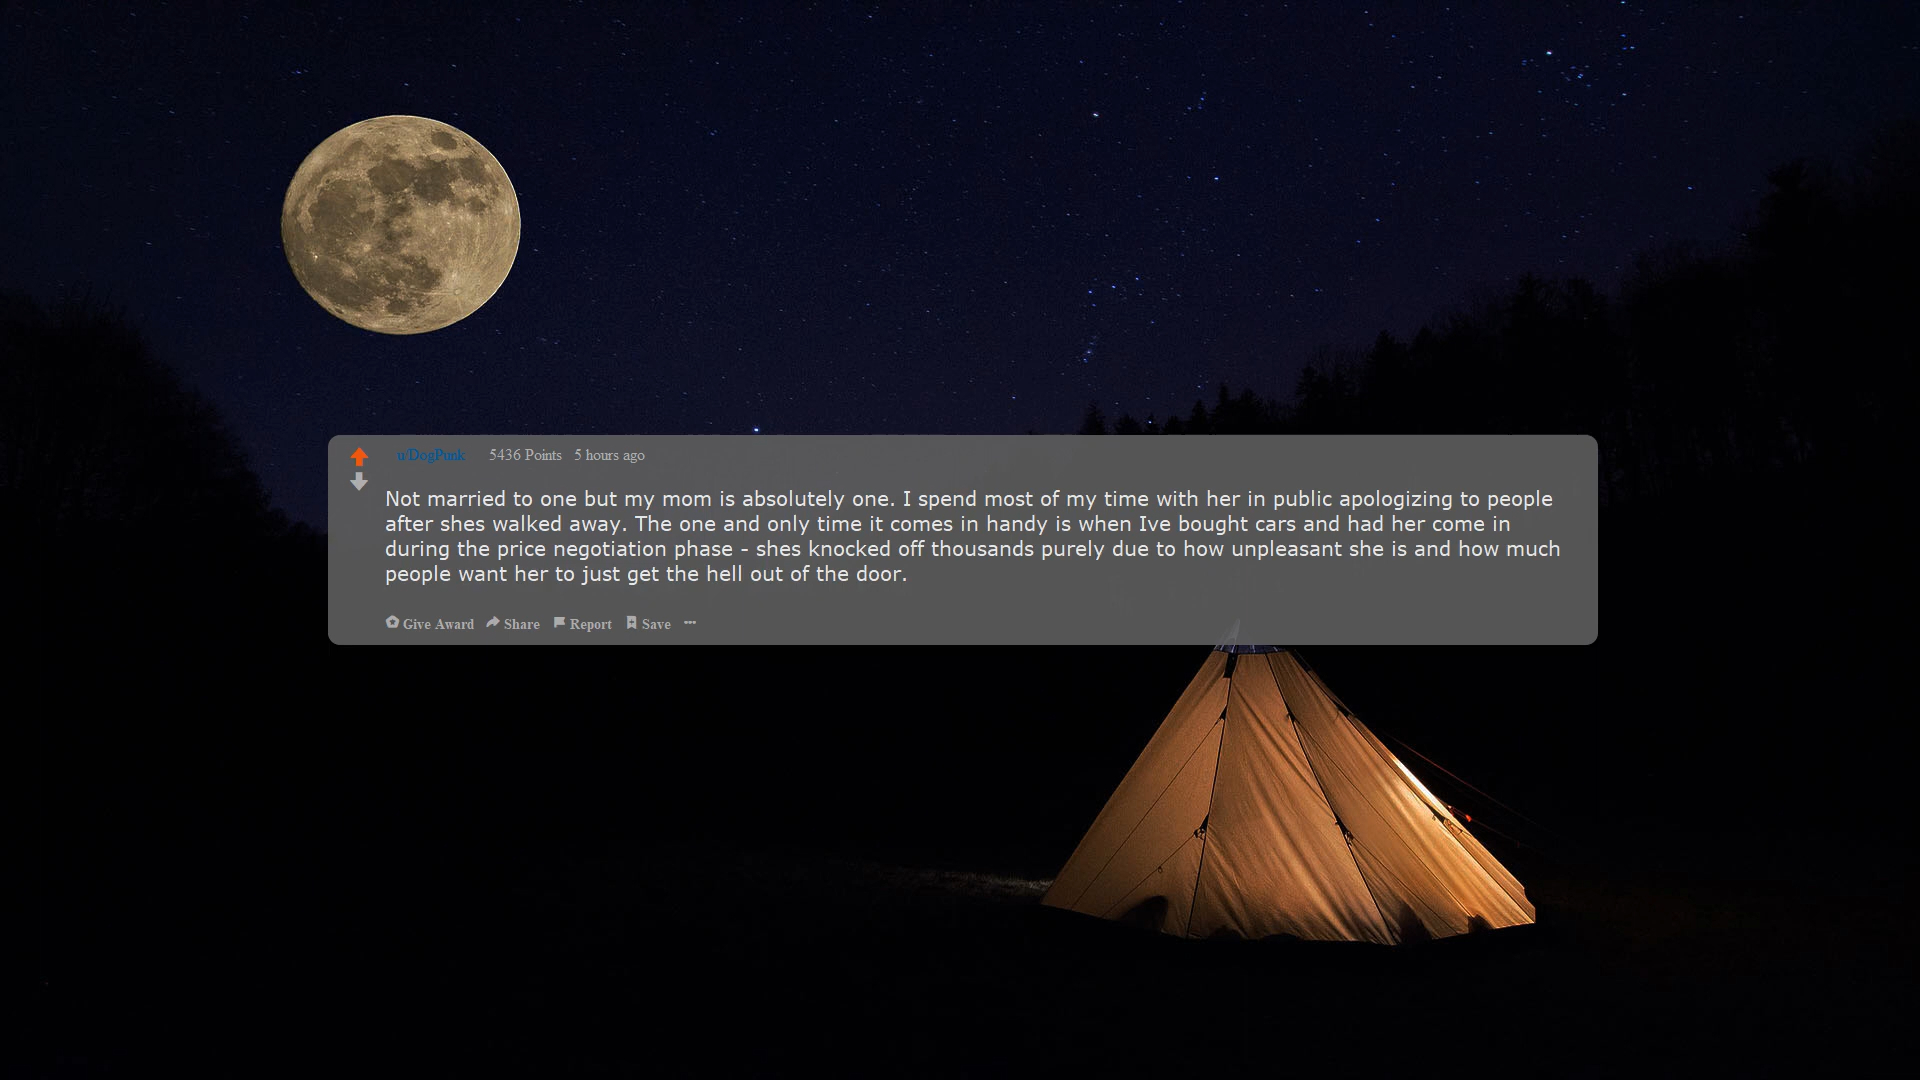 u/DogPunk 5436 Points 5 hours ago
Not married to one but my mom is absolutely one. I spend most of my time with her in public apologizing to people
after shes walked away. The one and only time it comes in handy is when Ive bought cars and had her come in
during the price negotiation phase - shes knocked off thousands purely due to how unpleasant she is and how much
people want her to just get the hell out of the door.
Give Award Share Report Save ···